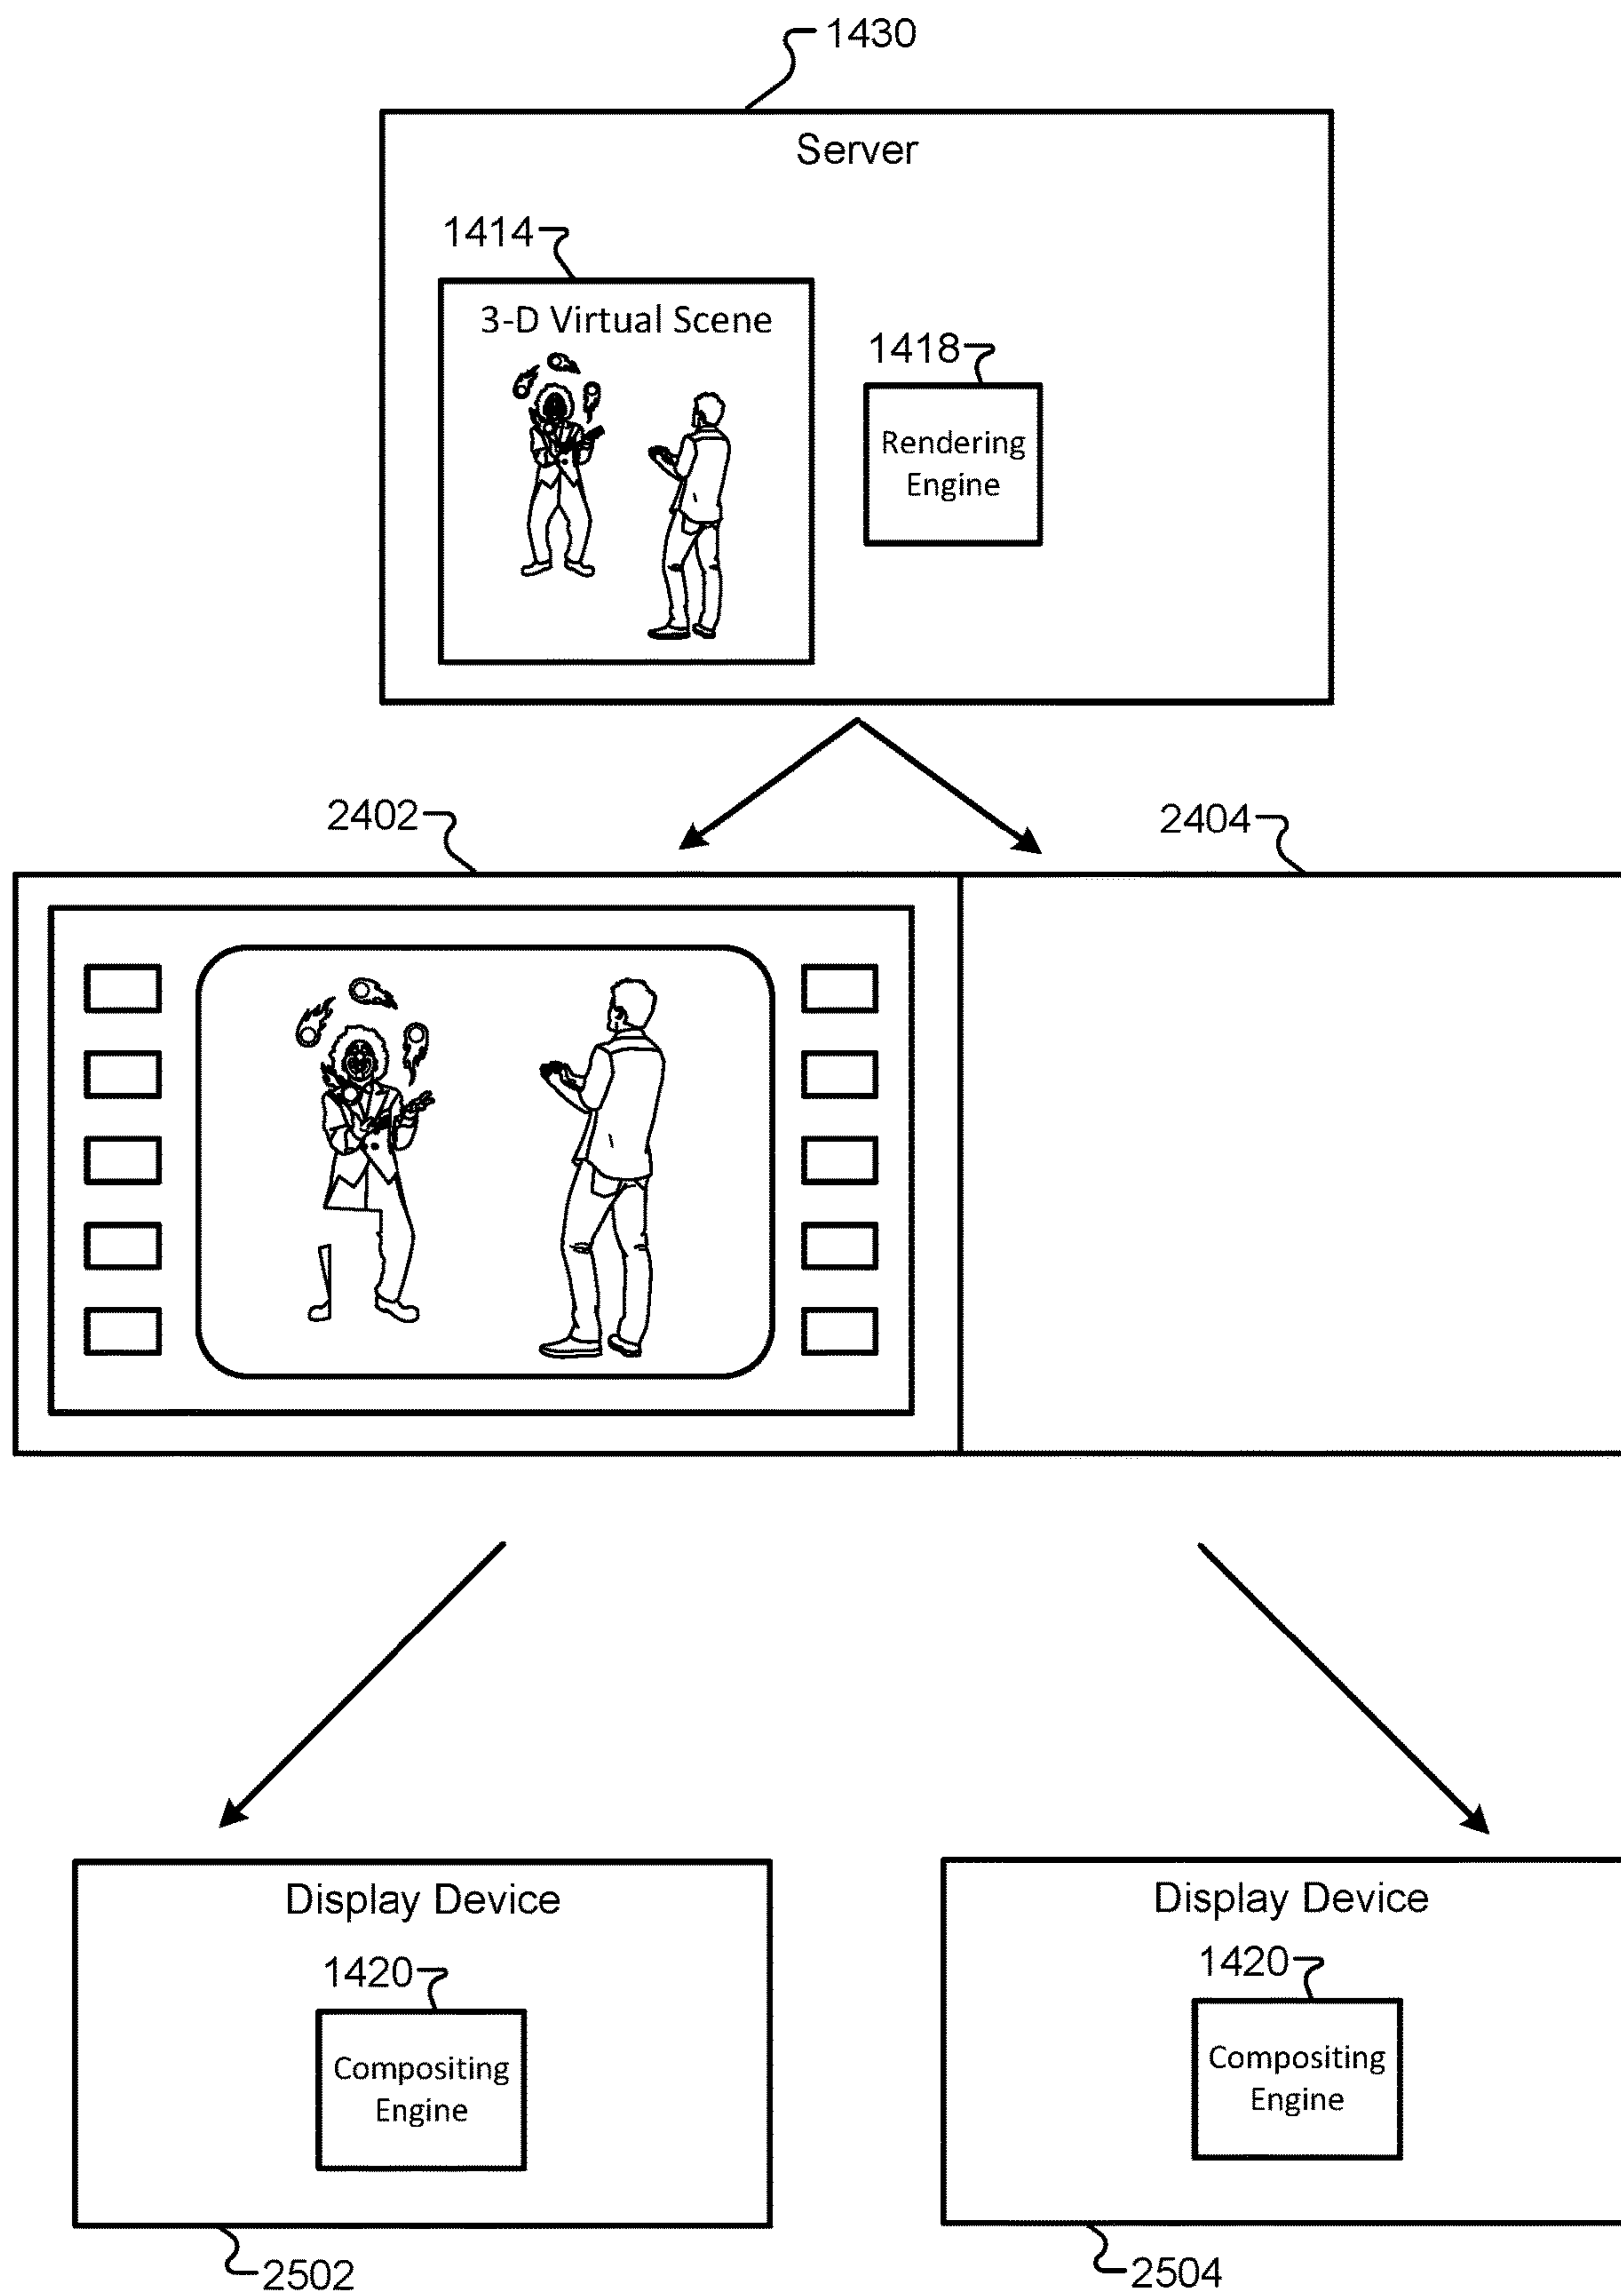 1430
Server
1414
3-D Virtual Scene
1418
Rendering
Engine
2402
2404
Display Device
1420
Compositing
Engine
2502
Display Device
1420
Compositing
Engine
2504